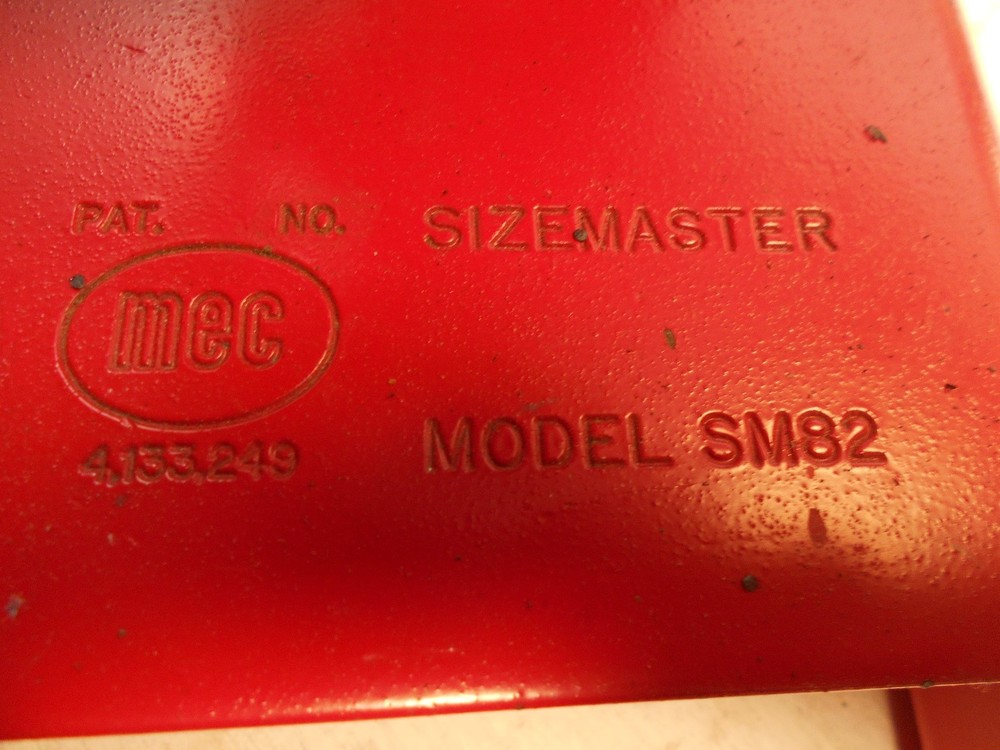 PAT. NO.
mec
4,133,249
SIZEMASTER
MODEL SM82